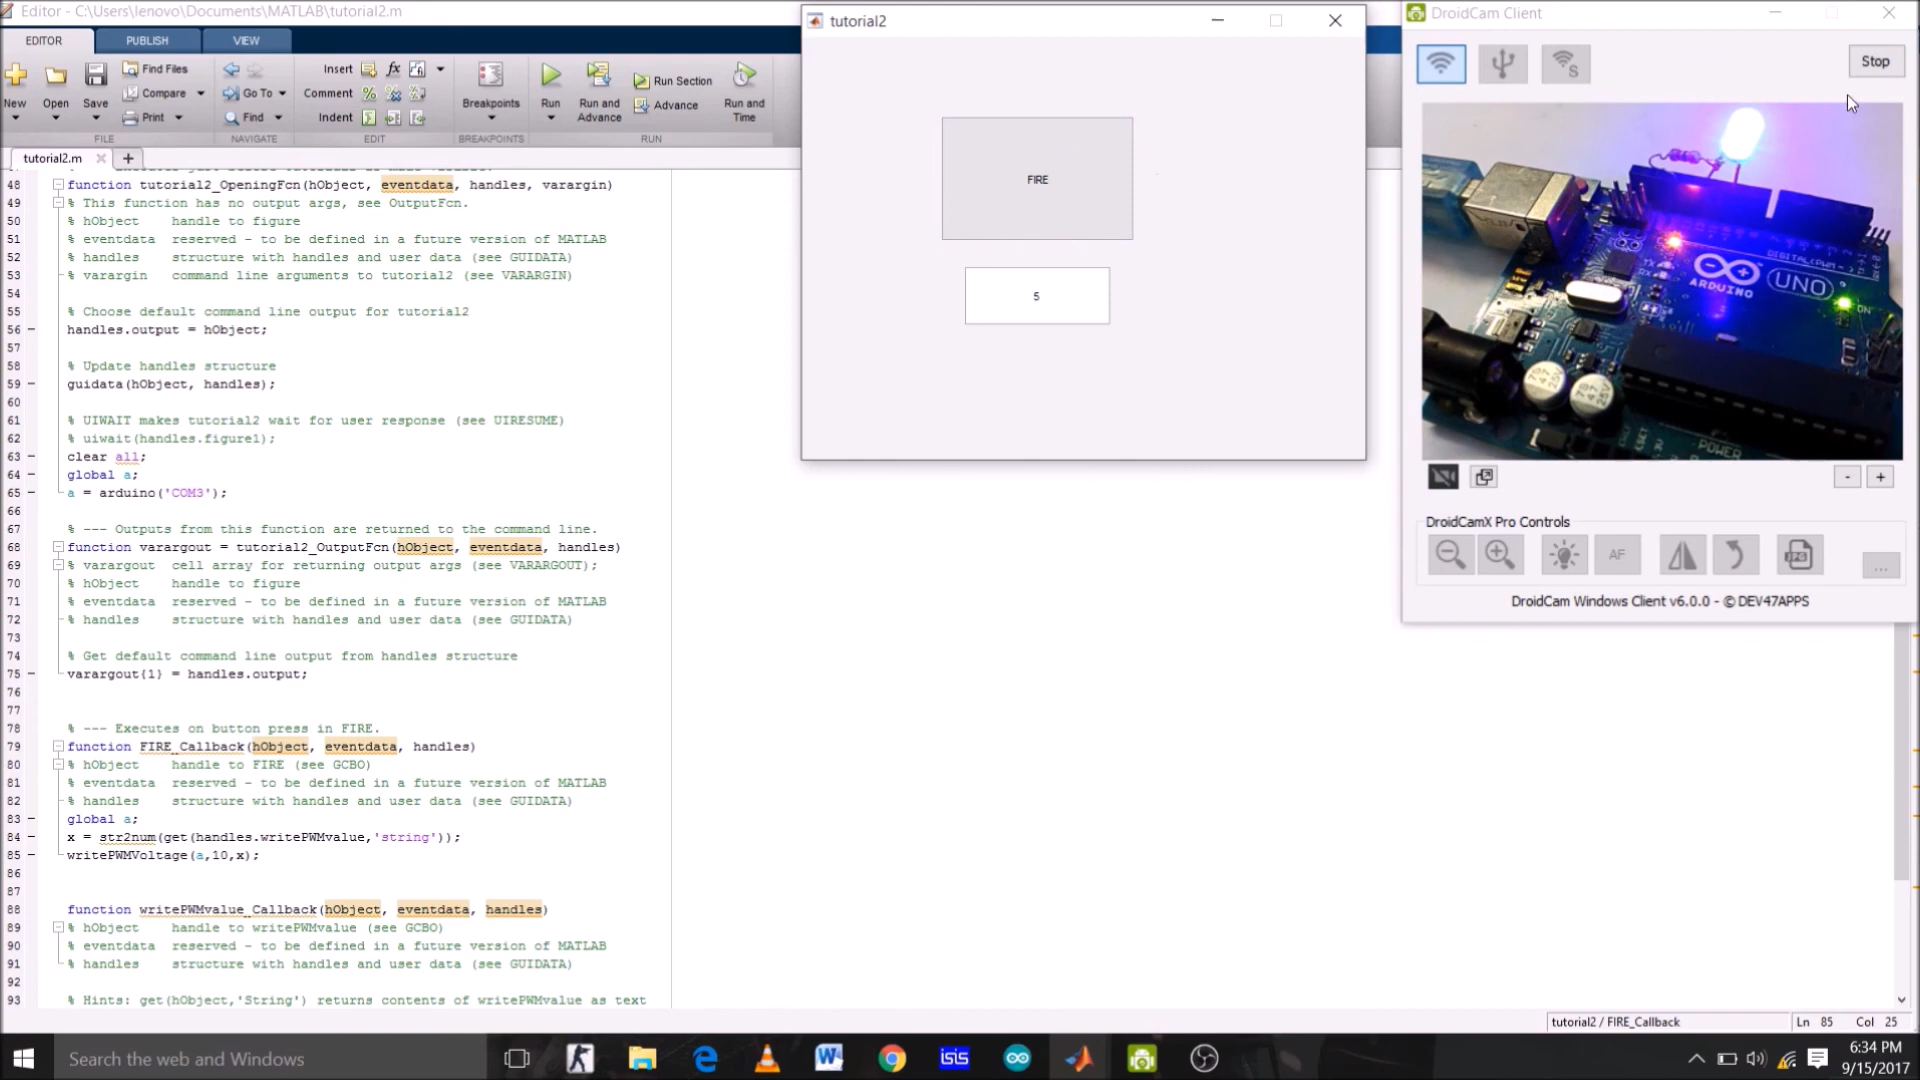 Editor - C:\Users\lenovo\Documents\MATLAB\tutorial2.m
EDITOR
PUBLISH
VIEW
New
Open
Save
Find Files
Compare
Print
FILE
Go To
Find
NAVIGATE
Insert
fx
Comment
Indent
EDIT
Breakpoints
BREAKPOINTS
Run
Run and Advance
Run Section
Advance
Run and Time
RUN
tutorial2.m
48 function tutorial2_OpeningFcn(hObject, eventdata, handles, varargin)
49 % This function has no output args, see OutputFcn.
50 % hObject    handle to figure
51 % eventdata  reserved - to be defined in a future version of MATLAB
52 % handles    structure with handles and user data (see GUIDATA)
53 % varargin   command line arguments to tutorial2 (see VARARGIN)
54
55 % Choose default command line output for tutorial2
56 handles.output = hObject;
57
58 % Update handles structure
59 guidata(hObject, handles);
60
61 % UIWAIT makes tutorial2 wait for user response (see UIRESUME)
62 % uiwait(handles.figure1);
63 clear all;
64 global a;
65 a = arduino('COM3');
66
67 % --- Outputs from this function are returned to the command line.
68 function varargout = tutorial2_OutputFcn(hObject, eventdata, handles)
69 % varargout  cell array for returning output args (see VARARGOUT);
70 % hObject    handle to figure
71 % eventdata  reserved - to be defined in a future version of MATLAB
72 % handles    structure with handles and user data (see GUIDATA)
73
74 % Get default command line output from handles structure
75 varargout{1} = handles.output;
76
77
78 % --- Executes on button press in FIRE.
79 function FIRE_Callback(hObject, eventdata, handles)
80 % hObject    handle to FIRE (see GCBO)
81 % eventdata  reserved - to be defined in a future version of MATLAB
82 % handles    structure with handles and user data (see GUIDATA)
83 global a;
84 x = str2num(get(handles.writePWMvalue,'string'));
85 writePWMVoltage(a,10,x);
86
87
88 function writePWMvalue_Callback(hObject, eventdata, handles)
89 % hObject    handle to writePWMvalue (see GCBO)
90 % eventdata  reserved - to be defined in a future version of MATLAB
91 % handles    structure with handles and user data (see GUIDATA)
92
93 % Hints: get(hObject,'String') returns contents of writePWMvalue as text
tutorial2
FIRE
5
DroidCam Client
S
Stop
DIGITAL (PWM~)
TX
RX
ARDUINO
UNO
ON
47
25V
47
25V
POWER
-
+
DroidCamX Pro Controls
AF
JPG
...
DroidCam Windows Client v6.0.0 - © DEV47APPS
tutorial2 / FIRE_Callback
Ln 85 Col 25
Search the web and Windows
isis
6:34 PM
9/15/2017